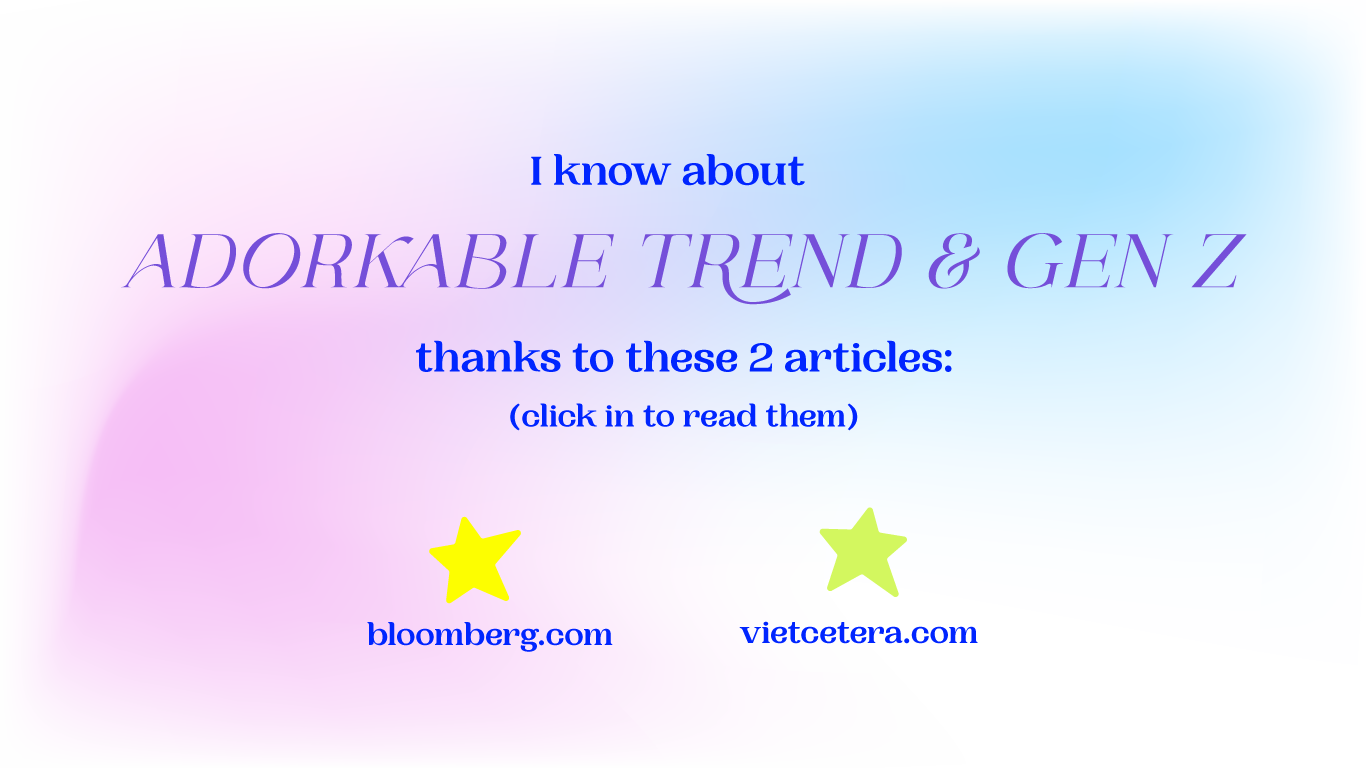 I know about
ADORKABLE TREND & GEN Z
thanks to these 2 articles:
(click in to read them)
bloomberg.com
vietcetera.com